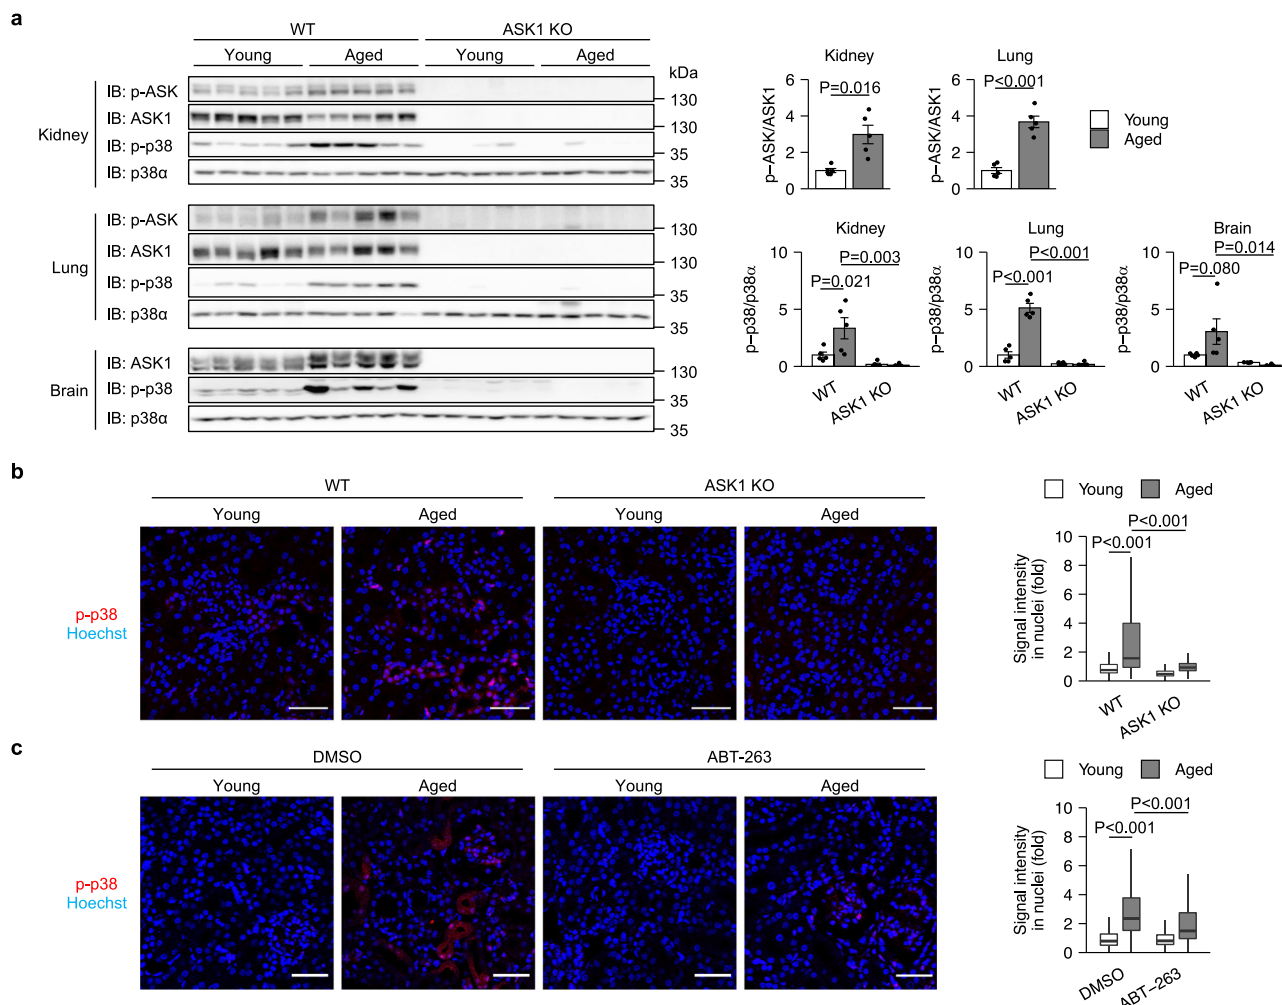 a
WT
ASK1 KO
Young
Aged
Young
Aged
kDa
Kidney
IB: p-ASK
130
IB: ASK1
130
IB: p-p38
35
IB: p38α
35
Lung
IB: p-ASK
130
IB: ASK1
130
IB: p-p38
35
IB: p38α
35
Brain
IB: ASK1
130
IB: p-p38
35
IB: p38α
35
Kidney
p−ASK/ASK1
6
4
2
0
P=0.016
Lung
p−ASK/ASK1
6
4
2
0
P<0.001
Young
Aged
Kidney
p−p38/p38α
10
5
0
P=0.003
P=0.021
WT
ASK1 KO
Lung
p−p38/p38α
10
5
0
P<0.001
P<0.001
WT
ASK1 KO
Brain
p−p38/p38α
10
5
0
P=0.014
P=0.080
WT
ASK1 KO
b
WT
ASK1 KO
Young
Aged
Young
Aged
p-p38
Hoechst
Young
Aged
Signal intensity
in nuclei (fold)
10
8
6
4
2
0
P<0.001
P<0.001
WT
ASK1 KO
c
DMSO
ABT-263
Young
Aged
Young
Aged
p-p38
Hoechst
Young
Aged
Signal intensity
in nuclei (fold)
10
8
6
4
2
0
P<0.001
P<0.001
DMSO
ABT−263